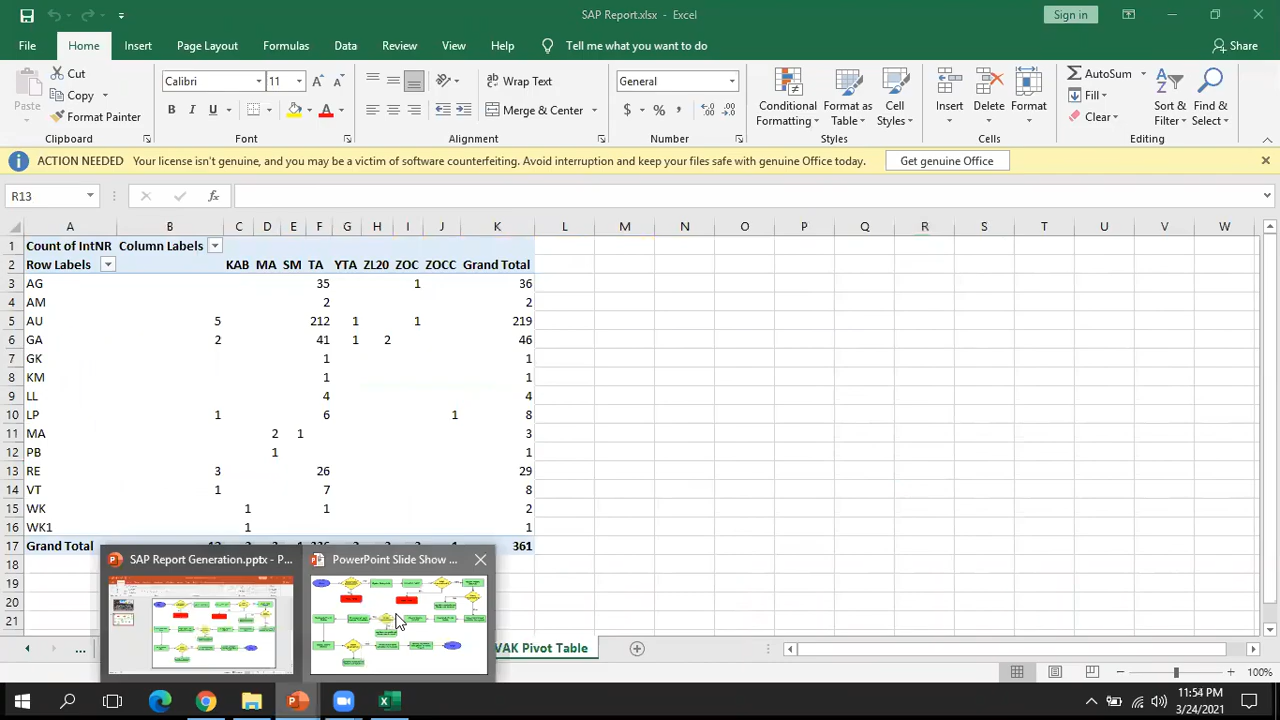 SAP Report.xlsx - Excel
Sign in
File Home Insert Page Layout Formulas Data Review View Help Tell me what you want to do Share
Paste
Cut
Copy
Format Painter
Clipboard
Calibri 11
B I U
Font
Wrap Text
Merge & Center
Alignment
General
$ % ,
Number
Conditional Formatting
Format as Table
Cell Styles
Styles
Insert Delete Format
Cells
AutoSum
Fill
Clear
Sort & Filter
Find & Select
Editing
ACTION NEEDED Your license isn't genuine, and you may be a victim of software counterfeiting. Avoid interruption and keep your files safe with genuine Office today. Get genuine Office
R13 fx
A B C D E F G H I J K L M N O P Q R S T U V W
1 Count of IntNR Column Labels
2 Row Labels KAB MA SM TA YTA ZL20 ZOC ZOCC Grand Total
3 AG 35 1 36
4 AM 2 2
5 AU 5 212 1 1 219
6 GA 2 41 1 2 46
7 GK 1 1
8 KM 1 1
9 LL 4 4
10 LP 1 6 1 8
11 MA 2 1 3
12 PB 1 1
13 RE 3 26 29
14 VT 1 7 8
15 WK 1 1 2
16 WK1 1 1
17 Grand Total 361
18
19
20
21
SAP Report Generation.pptx - P...
PowerPoint Slide Show ...
... VAK Pivot Table
100%
11:54 PM
3/24/2021